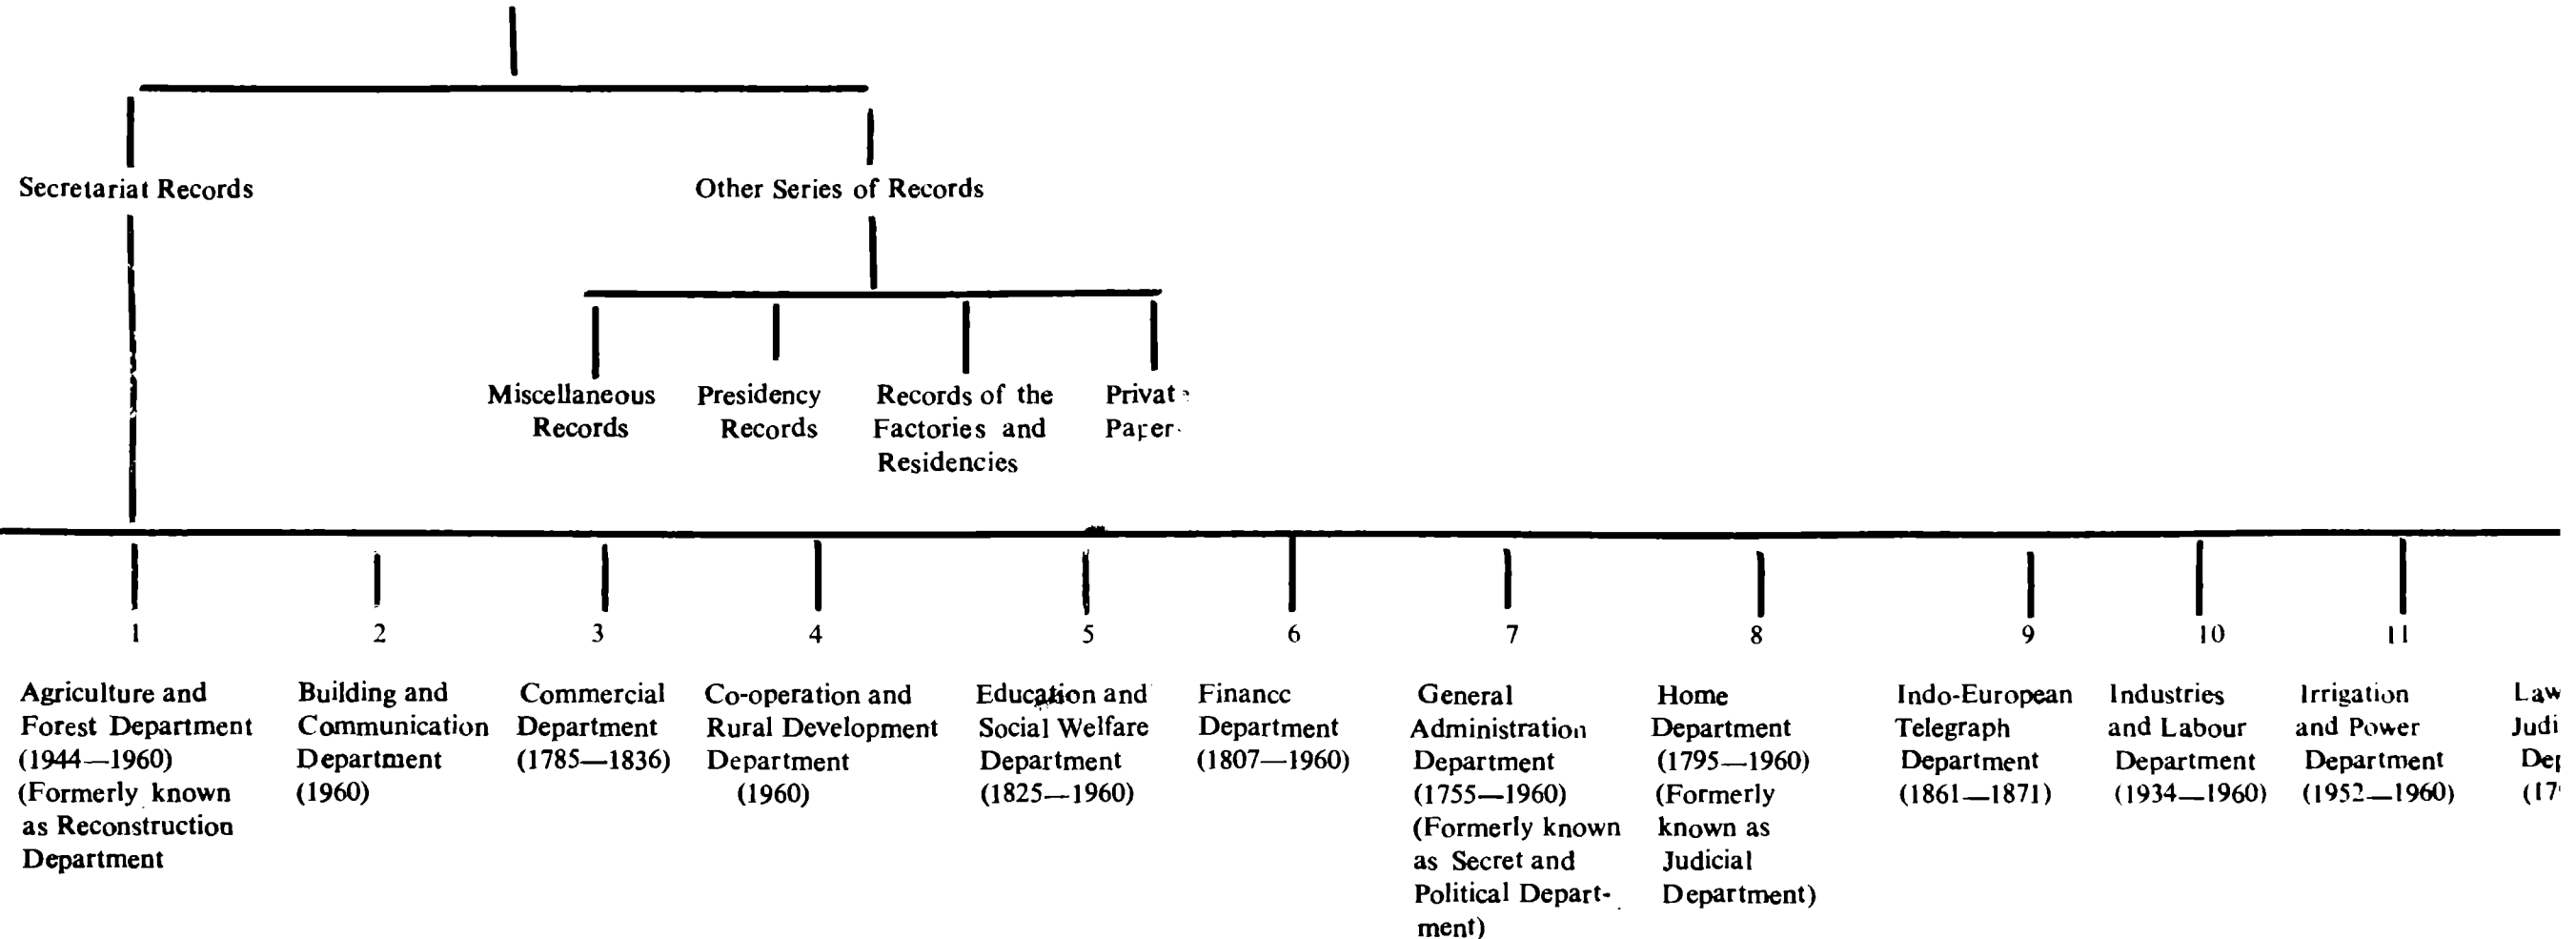 Secretariat Records
Other Series of Records
Miscellaneous
Records
Presidency
Records
Records of the
Factories and
Residencies
1
2
3
4
5
6
7
8
9
10
11
Agriculture and
Forest Department
(1944—1960)
(Formerly known
as Reconstruction
Department
Building and
Communication
Department
(1960)
Commercial
Department
(1785—1836)
Co-operation and
Rural Development
Department
(1960)
Education and
Social Welfare
Department
(1825—1960)
Finance
Department
(1807—1960)
General
Administration
Department
(1755—1960)
(Formerly known
as Secret and
Political Depart-
ment)
Home
Department
(1795—1960)
(Formerly
known as
Judicial
Department)
Indo-European
Telegraph
Department
(1861—1871)
Industries
and Labour
Department
(1934—1960)
Irrigation
and Power
Department
(1952—1960)
Law